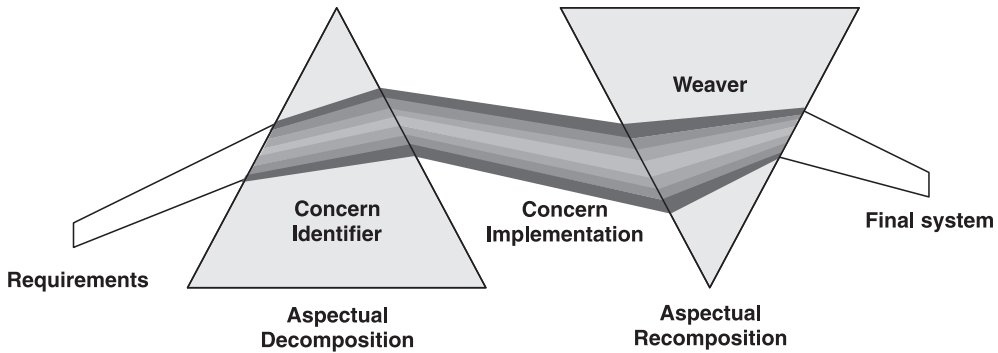 Weaver
Concern
Identifier
Concern
Implementation
Final system
Requirements
Aspectual
Decomposition
Aspectual
Recomposition